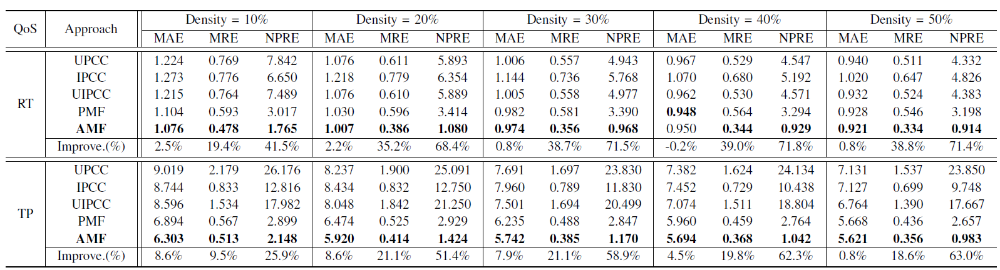 QoS Approach Density = 10% Density = 20% Density = 30% Density = 40% Density = 50%
MAE MRE NPRE MAE MRE NPRE MAE MRE NPRE MAE MRE NPRE MAE MRE NPRE
RT
UPCC 1.224 0.769 7.842 1.076 0.611 5.893 1.006 0.557 4.943 0.967 0.529 4.547 0.940 0.511 4.332
IPCC 1.273 0.776 6.650 1.218 0.779 6.354 1.144 0.736 5.768 1.070 0.680 5.192 1.020 0.647 4.826
UIPCC 1.215 0.764 7.489 1.076 0.610 5.889 1.005 0.558 4.977 0.962 0.530 4.571 0.932 0.524 4.383
PMF 1.104 0.593 3.017 1.030 0.596 3.414 0.982 0.581 3.390 0.948 0.564 3.294 0.928 0.546 3.198
AMF 1.076 0.478 1.765 1.007 0.386 1.080 0.974 0.356 0.968 0.950 0.344 0.929 0.921 0.334 0.914
Improve.(%) 2.5% 19.4% 41.5% 2.2% 35.2% 68.4% 0.8% 38.7% 71.5% -0.2% 39.0% 71.8% 0.8% 38.8% 71.4%
TP
UPCC 9.019 2.179 26.176 8.237 1.900 25.091 7.691 1.697 23.830 7.382 1.624 24.134 7.131 1.537 23.850
IPCC 8.744 0.833 12.816 8.434 0.832 12.750 7.960 0.789 11.830 7.452 0.729 10.438 7.127 0.699 9.748
UIPCC 8.596 1.534 17.982 8.048 1.842 21.250 7.501 1.694 20.499 7.074 1.511 18.804 6.764 1.390 17.667
PMF 6.894 0.567 2.899 6.474 0.525 2.929 6.235 0.488 2.847 5.960 0.459 2.764 5.668 0.436 2.657
AMF 6.303 0.513 2.148 5.920 0.414 1.424 5.742 0.385 1.170 5.694 0.368 1.042 5.621 0.356 0.983
Improve.(%) 8.6% 9.5% 25.9% 8.6% 21.1% 51.4% 7.9% 21.1% 58.9% 4.5% 19.8% 62.3% 0.8% 18.6% 63.0%